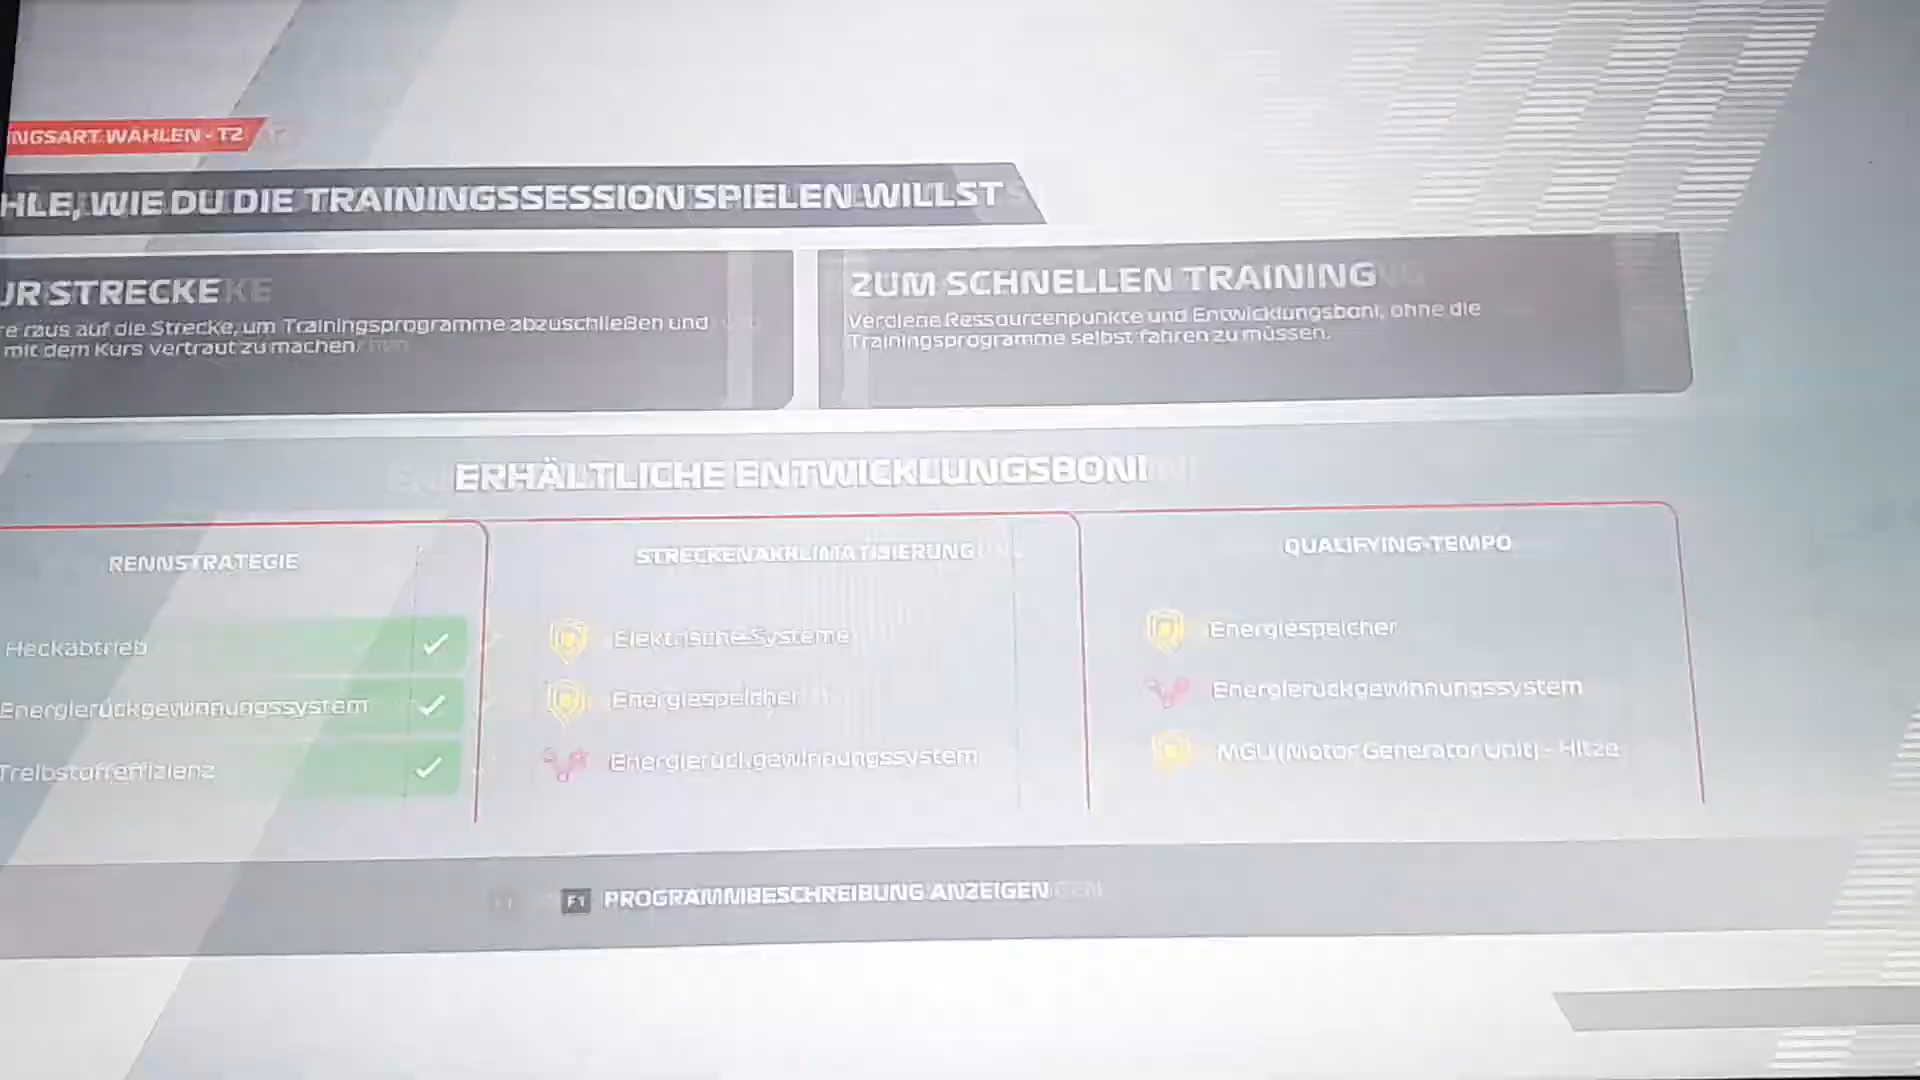 NGSART WÄHLEN - T2
HLE, WIE DU DIE TRAININGSSESSION SPIELEN WILLST
UR STRECKE
re raus auf die Strecke, um Trainingsprogramme abzuschließen und
mit dem Kurs vertraut zu machen.
ZUM SCHNELLEN TRAINING
Verdiene Ressourcenpunkte und Entwicklungsboni, ohne die
Trainingsprogramme selbst fahren zu müssen.
ERHÄLTLICHE ENTWICKLUNGSBONI
RENNSTRATEGIE
Heckabtrieb
Energierückgewinnungssystem
Treibstoffeffizienz
STRECKENAKKLIMATISIERUNG
Elektrische Systeme
Energiespeicher
Energierückgewinnungssystem
QUALIFYING-TEMPO
Energiespeicher
Energierückgewinnungssystem
MGU (Motor Generator Unit) - Hitze
F1 PROGRAMMBESCHREIBUNG ANZEIGEN